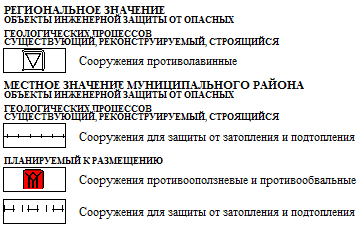 РЕГИОНАЛЬНОЕ ЗНАЧЕНИЕ
ОБЪЕКТЫ ИНЖЕНЕРНОЙ ЗАЩИТЫ ОТ ОПАСНЫХ
ГЕОЛОГИЧЕСКИХ ПРОЦЕССОВ
СУЩЕСТВУЮЩИЙ, РЕКОНСТРУИРУЕМЫЙ, СТРОЯЩИЙСЯ
Сооружения противолавинные
МЕСТНОЕ ЗНАЧЕНИЕ МУНИЦИПАЛЬНОГО РАЙОНА
ОБЪЕКТЫ ИНЖЕНЕРНОЙ ЗАЩИТЫ ОТ ОПАСНЫХ
ГЕОЛОГИЧЕСКИХ ПРОЦЕССОВ
СУЩЕСТВУЮЩИЙ, РЕКОНСТРУИРУЕМЫЙ, СТРОЯЩИЙСЯ
Сооружения для защиты от затопления и подтопления
ПЛАНИРУЕМЫЙ К РАЗМЕЩЕНИЮ
Сооружения противооползневые и противообвальные
Сооружения для защиты от затопления и подтопления